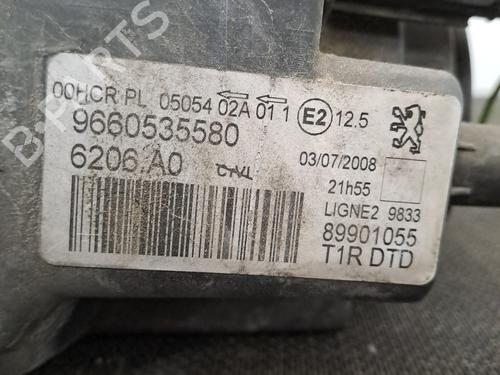 00HCR PL 05054 02A 01 1 E2 12.5
9660535580
6206.A0
03/07/2008
21h55
LIGNE2 9833
89901055
T1R DTD